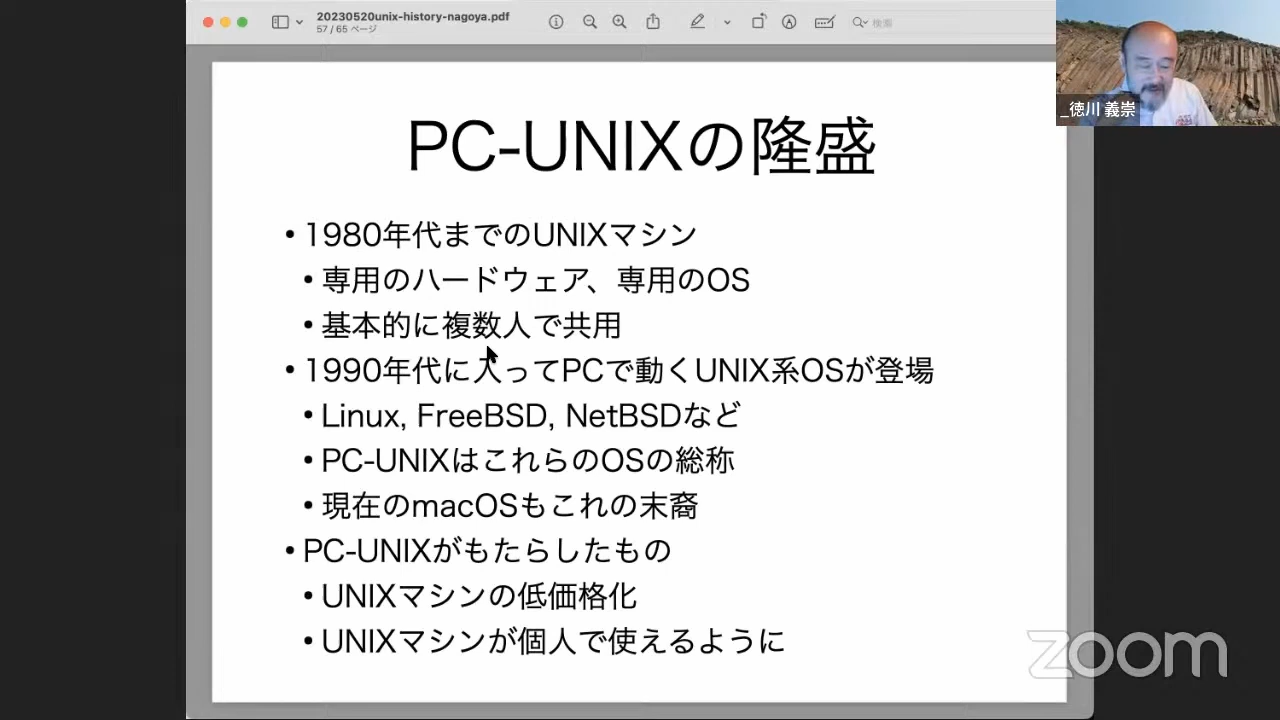 20230520unix-history-nagoya.pdf
57 / 65 ページ
検索
_徳川 義崇
PC-UNIXの隆盛
• 1980年代までのUNIXマシン
• 専用のハードウェア、専用のOS
• 基本的に複数人で共用
• 1990年代に入ってPCで動くUNIX系OSが登場
• Linux, FreeBSD, NetBSDなど
• PC-UNIXはこれらのOSの総称
• 現在のmacOSもこれの末裔
• PC-UNIXがもたらしたもの
• UNIXマシンの低価格化
• UNIXマシンが個人で使えるように
zoom